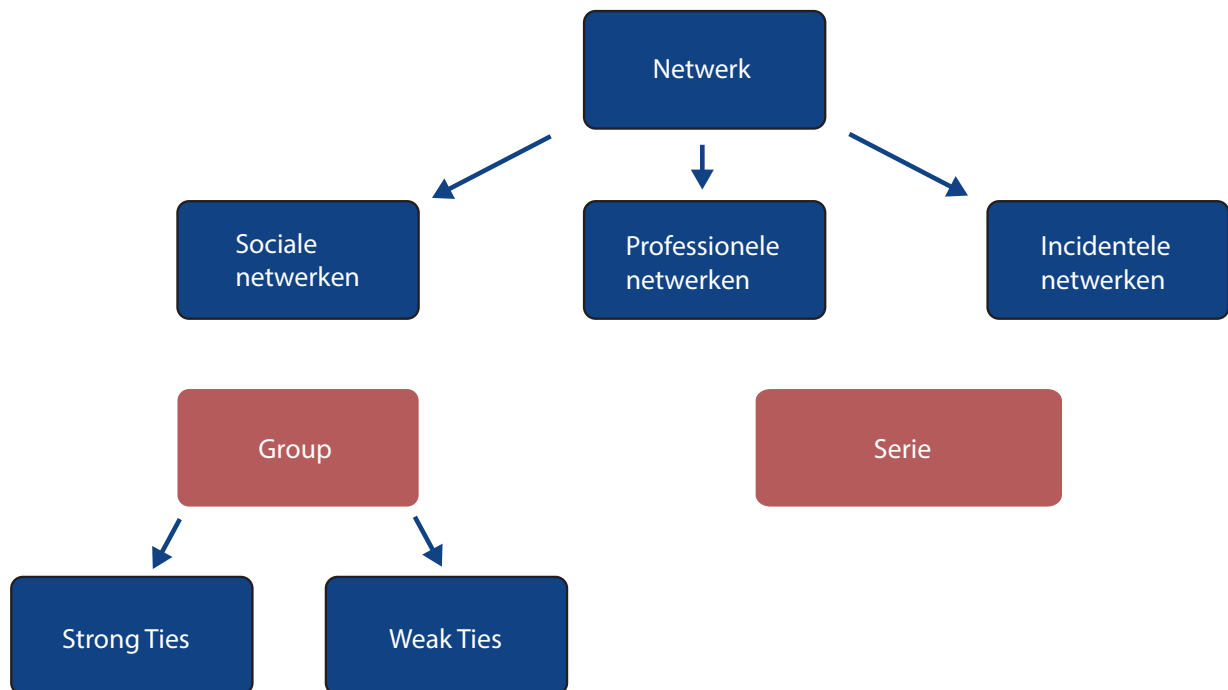 Netwerk
Sociale
netwerken
Professionele
netwerken
Incidentele
netwerken
Group
Serie
Strong Ties
Weak Ties